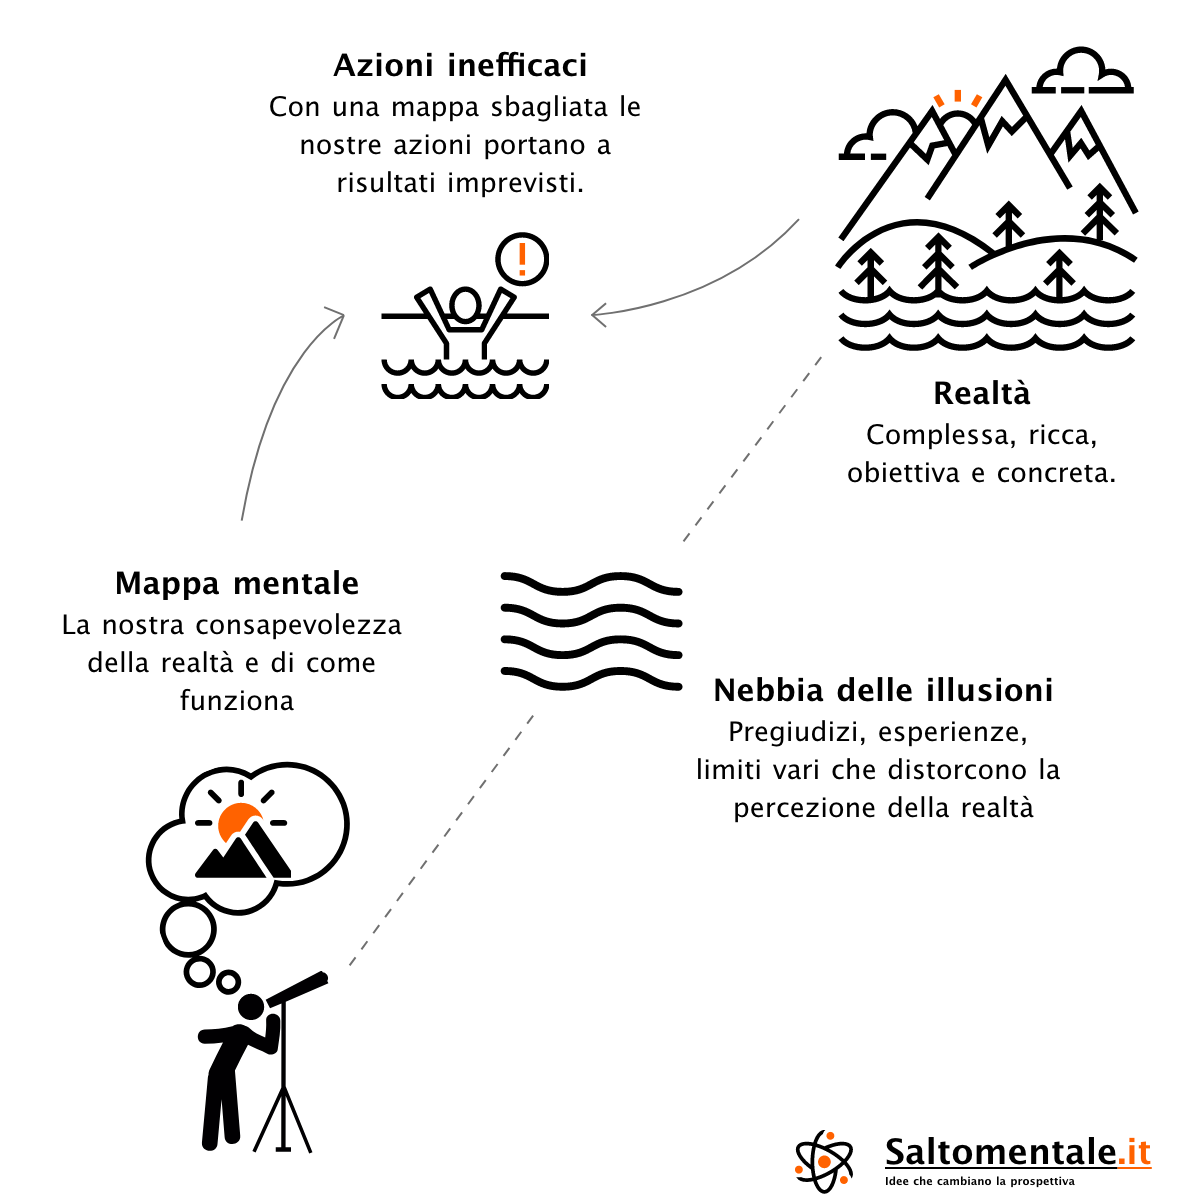 Azioni inefficaci
Con una mappa sbagliata le
nostre azioni portano a
risultati imprevisti.
!
Realtà
Complessa, ricca,
obiettiva e concreta.
Mappa mentale
La nostra consapevolezza
della realtà e di come
funziona
Nebbia delle illusioni
Pregiudizi, esperienze,
limiti vari che distorcono la
percezione della realtà
Saltomentale.it
Idee che cambiano la prospettiva